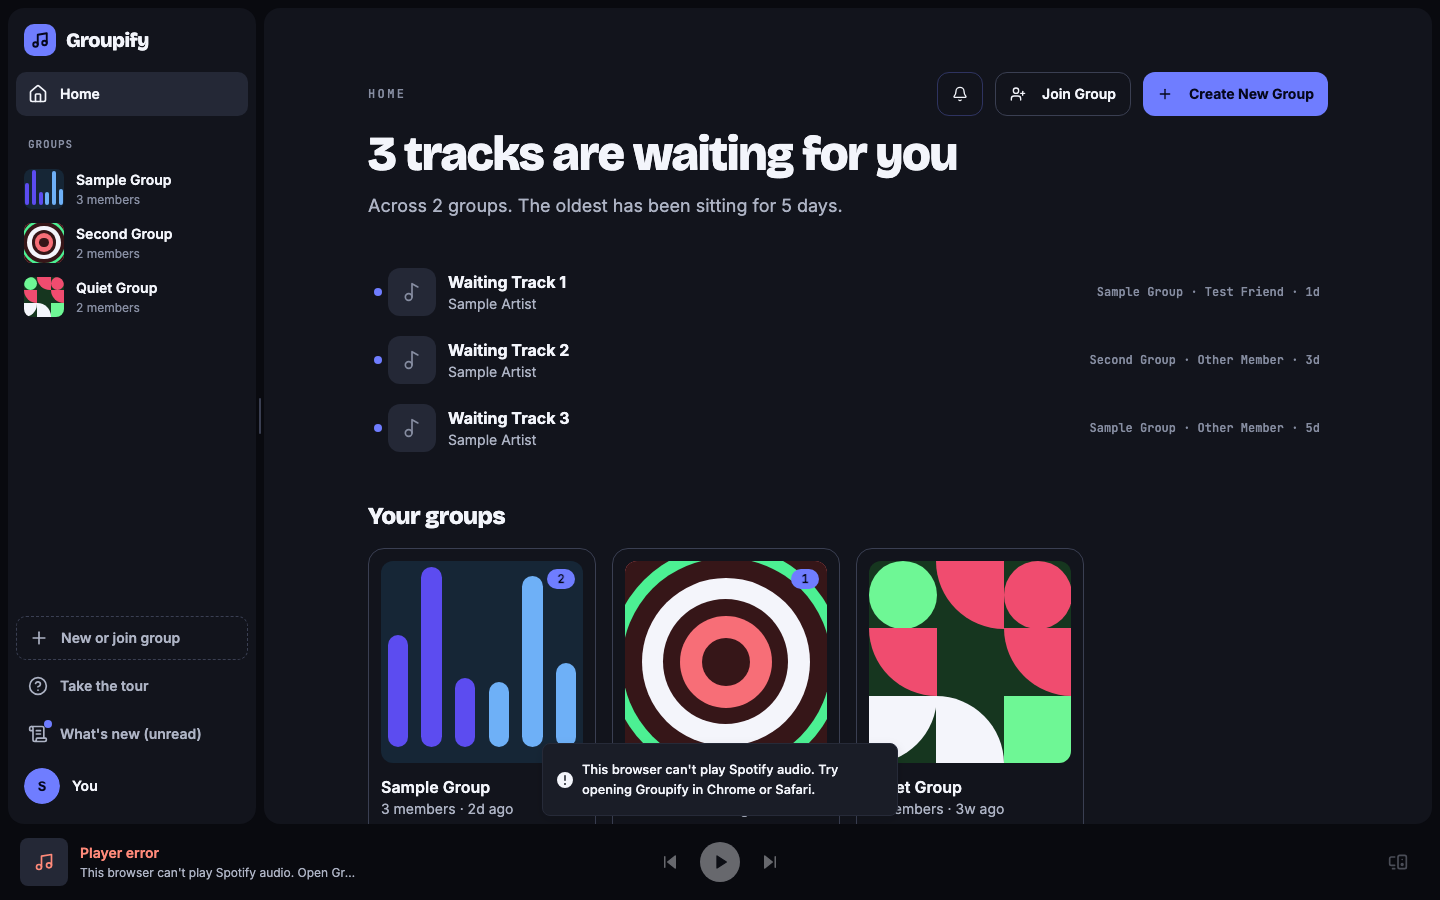 Groupify
Home
GROUPS
Sample Group
3 members
Second Group
2 members
Quiet Group
2 members
New or join group
Take the tour
What's new (unread)
S
You
HOME
Join Group
Create New Group
3 tracks are waiting for you
Across 2 groups. The oldest has been sitting for 5 days.
Waiting Track 1
Sample Artist
Sample Group · Test Friend · 1d
Waiting Track 2
Sample Artist
Second Group · Other Member · 3d
Waiting Track 3
Sample Artist
Sample Group · Other Member · 5d
Your groups
2
1
Sample Group
3 members · 2d ago
et Group
embers · 3w ago
This browser can't play Spotify audio. Try
opening Groupify in Chrome or Safari.
Player error
This browser can't play Spotify audio. Open Gr...